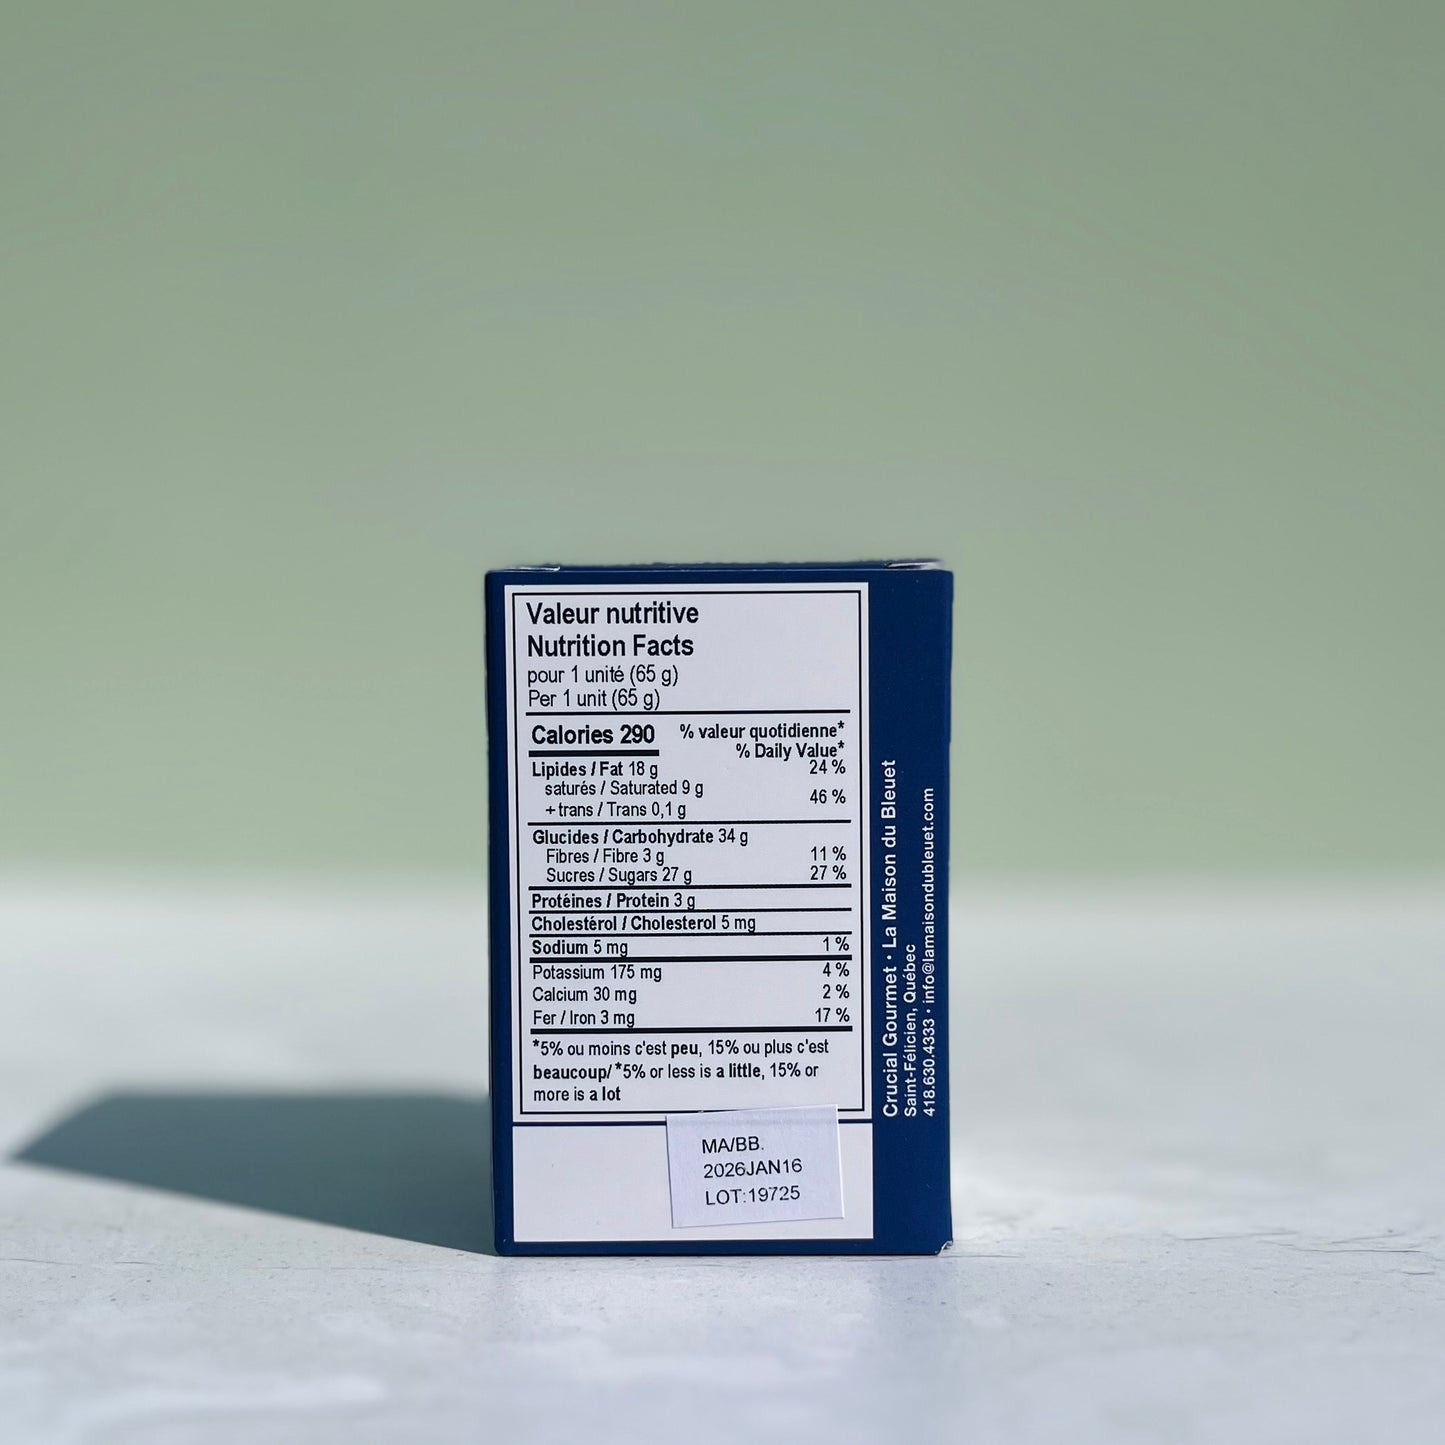 Valeur nutritive
Nutrition Facts
pour 1 unité (65 g)
Per 1 unit (65 g)
Calories 290
% valeur quotidienne*
% Daily Value*
Lipides / Fat 18 g 24 %
saturés / Saturated 9 g
+ trans / Trans 0,1 g 46 %
Glucides / Carbohydrate 34 g
Fibres / Fibre 3 g 11 %
Sucres / Sugars 27 g 27 %
Protéines / Protein 3 g
Cholestérol / Cholesterol 5 mg
Sodium 5 mg 1 %
Potassium 175 mg 4 %
Calcium 30 mg 2 %
Fer / Iron 3 mg 17 %
*5% ou moins c'est peu, 15% ou plus c'est
beaucoup/ *5% or less is a little, 15% or
more is a lot
MA/BB.
2026JAN16
LOT:19725
Crucial Gourmet • La Maison du Bleuet
Saint-Félicien, Québec
418.630.4333 • info@lamaisondubleuet.com